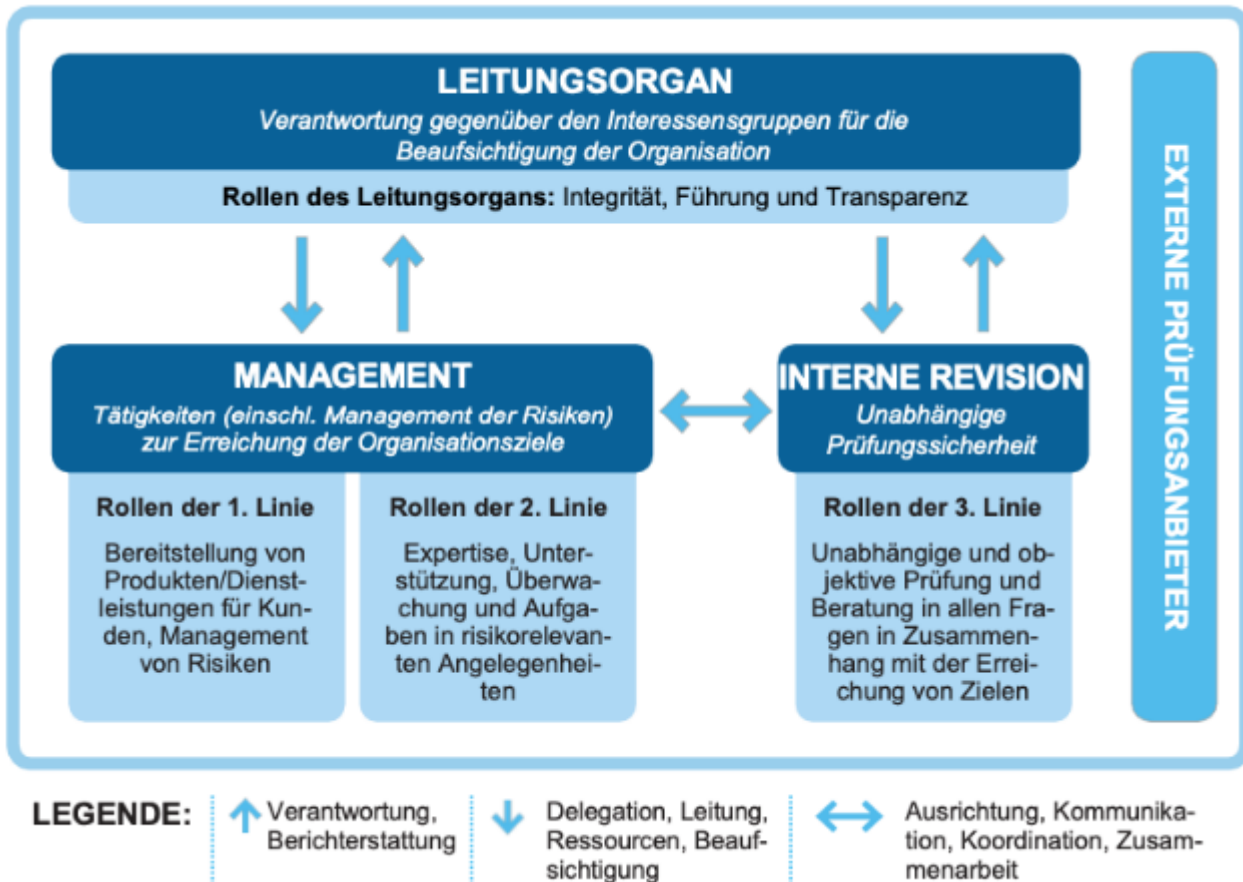 LEITUNGSORGAN
Verantwortung gegenüber den Interessensgruppen für die
Beaufsichtigung der Organisation
Rollen des Leitungsorgans: Integrität, Führung und Transparenz
MANAGEMENT
Tätigkeiten (einschl. Management der Risiken)
zur Erreichung der Organisationsziele
Rollen der 1. Linie
Bereitstellung von
Produkten/Dienst-
leistungen für Kun-
den, Management
von Risiken
Rollen der 2. Linie
Expertise, Unter-
stützung, Überwa-
chung und Aufga-
ben in risikorelevan-
ten Angelegenhei-
ten
INTERNE REVISION
Unabhängige
Prüfungssicherheit
Rollen der 3. Linie
Unabhängige und ob-
jektive Prüfung und
Beratung in allen Fra-
gen in Zusammen-
hang mit der Errei-
chung von Zielen
EXTERNE PRÜFUNGSANBIETER
LEGENDE:
Verantwortung,
Berichterstattung
Delegation, Leitung,
Ressourcen, Beauf-
sichtigung
Ausrichtung, Kommunika-
tion, Koordination, Zusam-
menarbeit